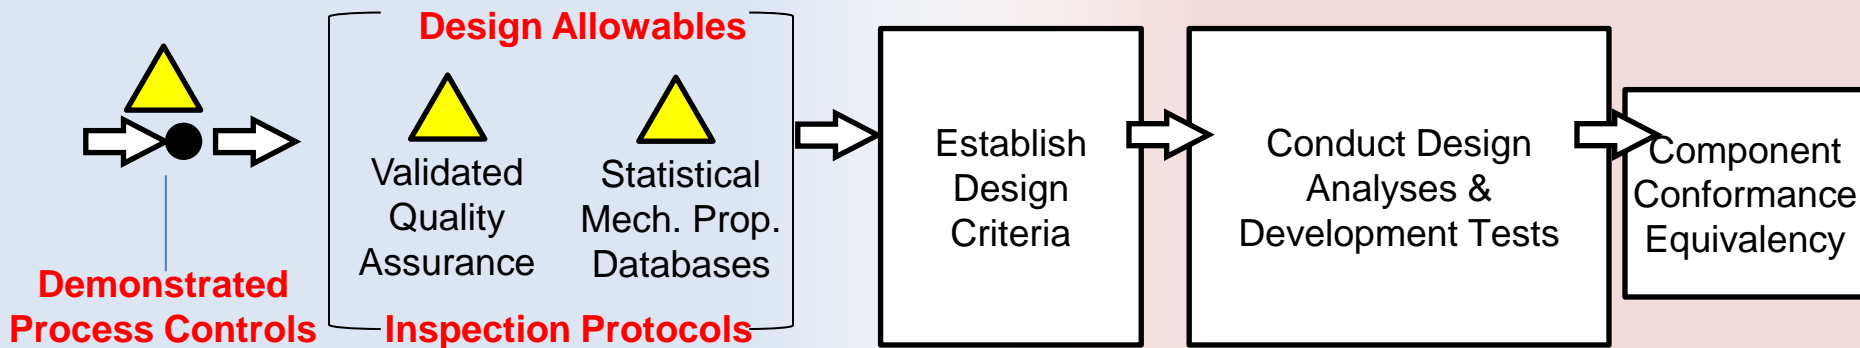 Design Allowables
Validated
Quality
Assurance
Statistical
Mech. Prop.
Databases
Demonstrated
Process Controls
Inspection Protocols
Establish
Design
Criteria
Conduct Design
Analyses &
Development Tests
Component
Conformance
Equivalency